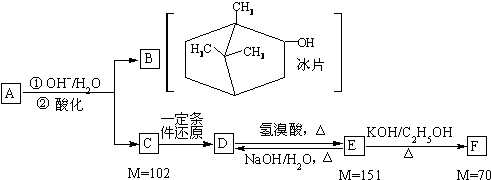 CH₃
H₃C CH₃ OH
冰片
B
A ① OH⁻/H₂O
② 酸化
C 一定条件还原 D 氢溴酸，△ E KOH/C₂H₅OH F
NaOH/H₂O，△ △
M=102 M=151 M=70